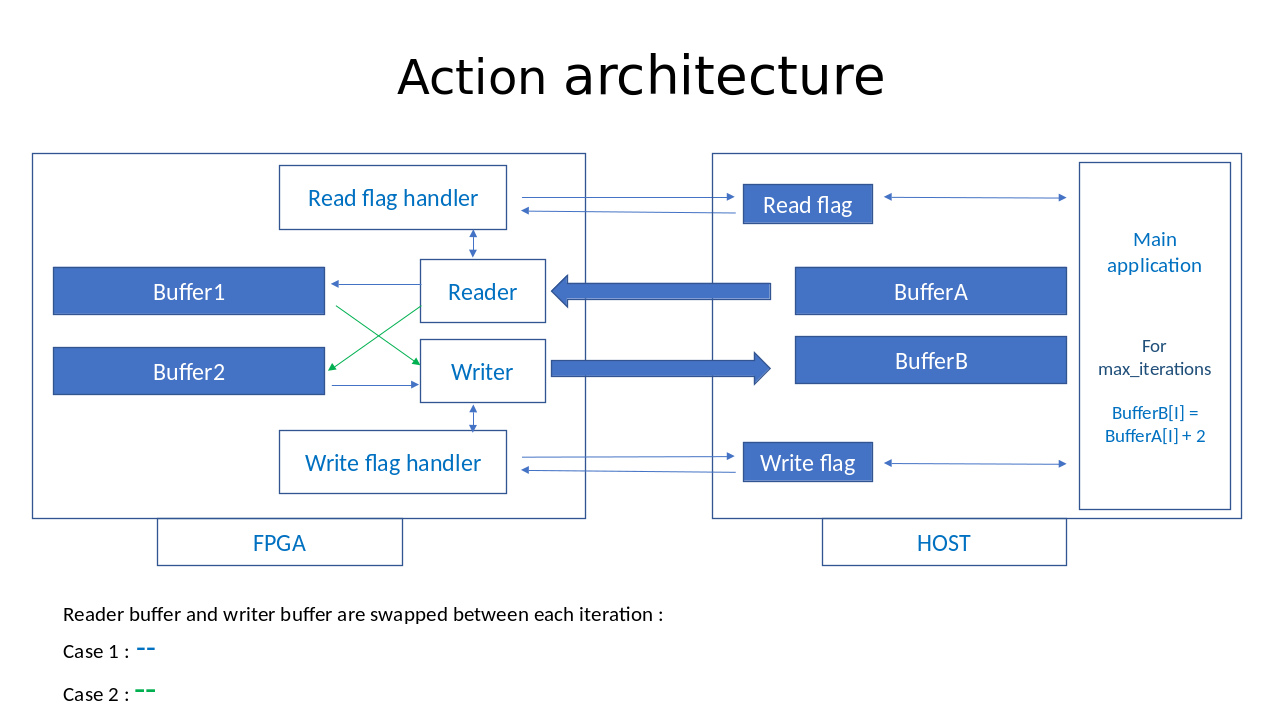 Action architecture
Read flag handler
Read flag
Main
application
Buffer1
Reader
BufferA
Buffer2
Writer
BufferB
For
max_iterations
BufferB[I] =
BufferA[I] + 2
Write flag handler
Write flag
FPGA
HOST
Reader buffer and writer buffer are swapped between each iteration :
Case 1 : --
Case 2 : --